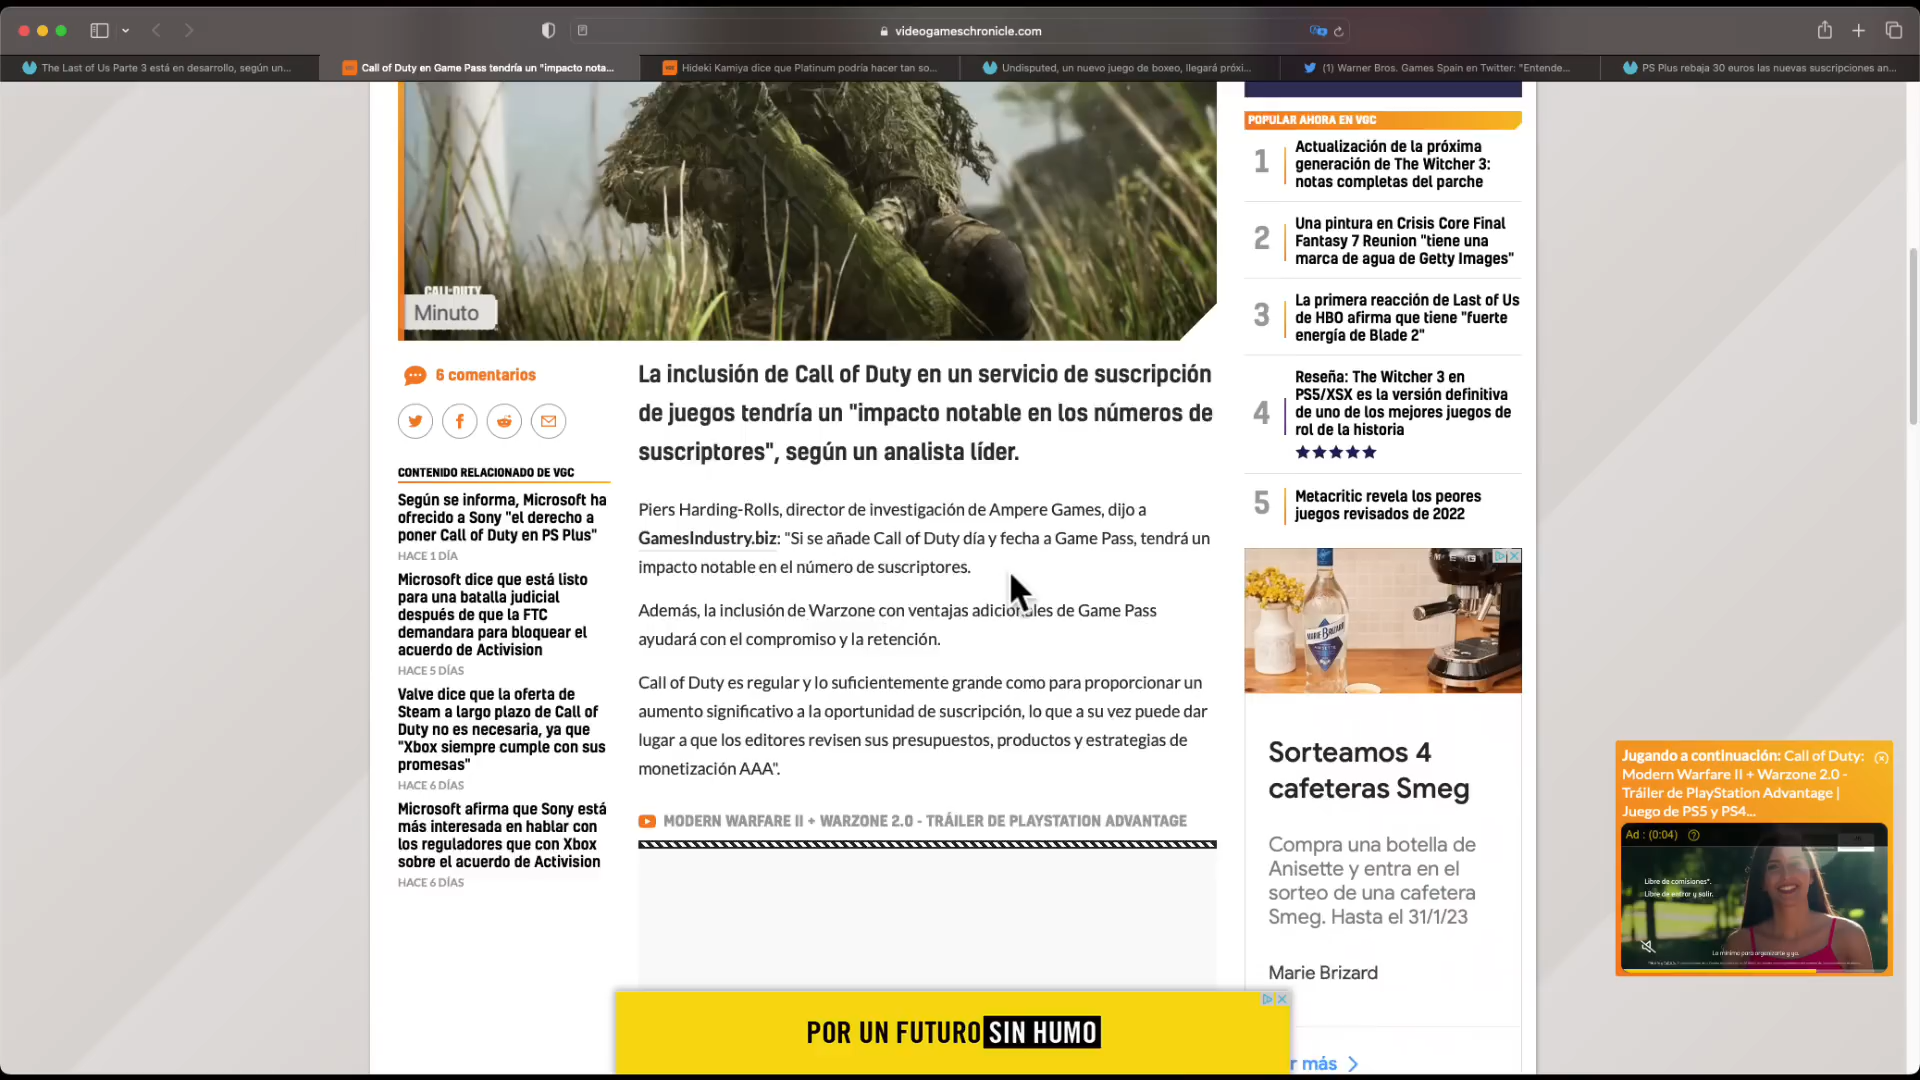 videogameschronicle.com
The Last of Us Parte 3 está en desarrollo, según un...
Call of Duty en Game Pass tendría un "impacto nota...
Hideki Kamiya dice que Platinum podría hacer tan so...
Undisputed, un nuevo juego de boxeo, llegará próxi...
(1) Warner Bros. Games Spain en Twitter: "Entende...
PS Plus rebaja 30 euros las nuevas suscripciones an...
CALL·DUTY
Minuto
6 comentarios
CONTENIDO RELACIONADO DE VGC
Según se informa, Microsoft ha
ofrecido a Sony "el derecho a
poner Call of Duty en PS Plus"
HACE 1 DÍA
Microsoft dice que está listo
para una batalla judicial
después de que la FTC
demandara para bloquear el
acuerdo de Activision
HACE 5 DÍAS
Valve dice que la oferta de
Steam a largo plazo de Call of
Duty no es necesaria, ya que
"Xbox siempre cumple con sus
promesas"
HACE 6 DÍAS
Microsoft afirma que Sony está
más interesada en hablar con
los reguladores que con Xbox
sobre el acuerdo de Activision
HACE 6 DÍAS
La inclusión de Call of Duty en un servicio de suscripción
de juegos tendría un "impacto notable en los números de
suscriptores", según un analista líder.
Piers Harding-Rolls, director de investigación de Ampere Games, dijo a
GamesIndustry.biz: "Si se añade Call of Duty día y fecha a Game Pass, tendrá un
impacto notable en el número de suscriptores.
Además, la inclusión de Warzone con ventajas adicionales de Game Pass
ayudará con el compromiso y la retención.
Call of Duty es regular y lo suficientemente grande como para proporcionar un
aumento significativo a la oportunidad de suscripción, lo que a su vez puede dar
lugar a que los editores revisen sus presupuestos, productos y estrategias de
monetización AAA".
MODERN WARFARE II + WARZONE 2.0 - TRÁILER DE PLAYSTATION ADVANTAGE
POPULAR AHORA EN VGC
1
Actualización de la próxima
generación de The Witcher 3:
notas completas del parche
2
Una pintura en Crisis Core Final
Fantasy 7 Reunion "tiene una
marca de agua de Getty Images"
3
La primera reacción de Last of Us
de HBO afirma que tiene "fuerte
energía de Blade 2"
4
Reseña: The Witcher 3 en
PS5/XSX es la versión definitiva
de uno de los mejores juegos de
rol de la historia
5
Metacritic revela los peores
juegos revisados de 2022
MARIE BRIZARD
Sorteamos 4
cafeteras Smeg
Compra una botella de
Anisette y entra en el
sorteo de una cafetera
Smeg. Hasta el 31/1/23
Marie Brizard
r más
Jugando a continuación: Call of Duty:
Modern Warfare II + Warzone 2.0 -
Tráiler de PlayStation Advantage |
Juego de PS5 y PS4...
Ad : (0:04)
Libre de comisiones*.
Libre de entrar y salir.
POR UN FUTURO SIN HUMO